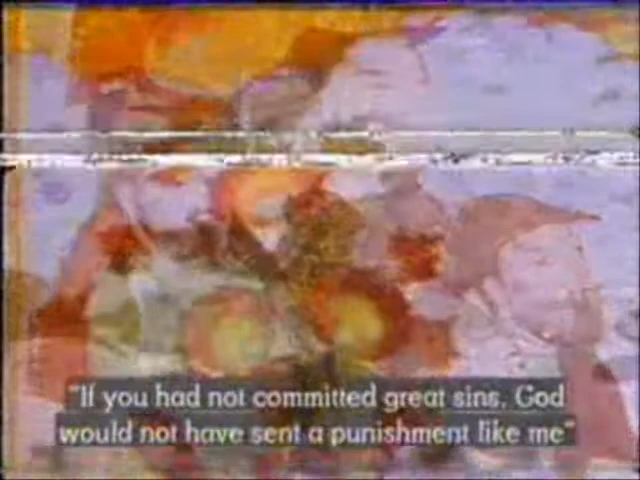 "If you had not committed great sins, God
would not have sent a punishment like me"